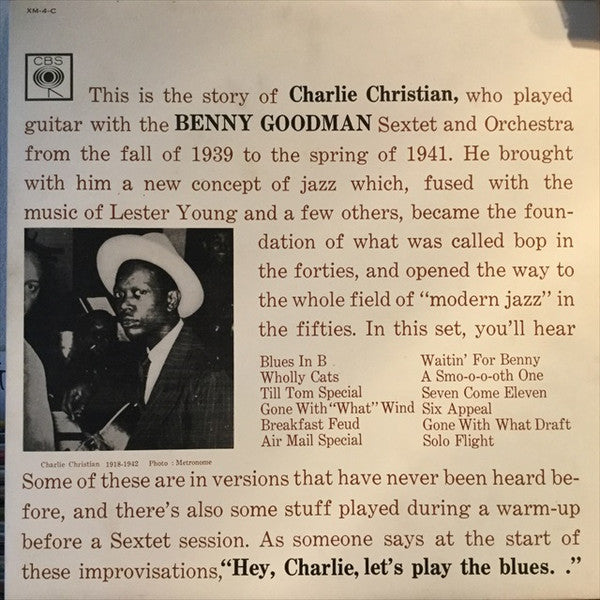 XM-4-C
CBS
This is the story of Charlie Christian, who played
guitar with the BENNY GOODMAN Sextet and Orchestra
from the fall of 1939 to the spring of 1941. He brought
with him a new concept of jazz which, fused with the
music of Lester Young and a few others, became the foun-
dation of what was called bop in
the forties, and opened the way to
the whole field of “modern jazz” in
the fifties. In this set, you’ll hear
Blues In B
Wholly Cats
Till Tom Special
Gone With “What” Wind
Breakfast Feud
Air Mail Special
Waitin’ For Benny
A Smo-o-o-oth One
Seven Come Eleven
Six Appeal
Gone With What Draft
Solo Flight
Charlie Christian 1918-1942 Photo : Metronome
Some of these are in versions that have never been heard be-
fore, and there’s also some stuff played during a warm-up
before a Sextet session. As someone says at the start of
these improvisations,“Hey, Charlie, let’s play the blues. .”